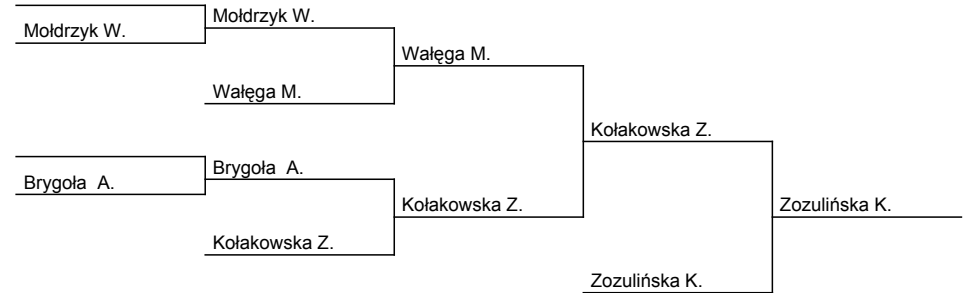 Mołdrzyk W.
Mołdrzyk W.
Wałęga M.
Wałęga M.
Kołakowska Z.
Brygoła  A.
Brygoła  A.
Kołakowska Z.
Zozulińska K.
Kołakowska Z.
Zozulińska K.